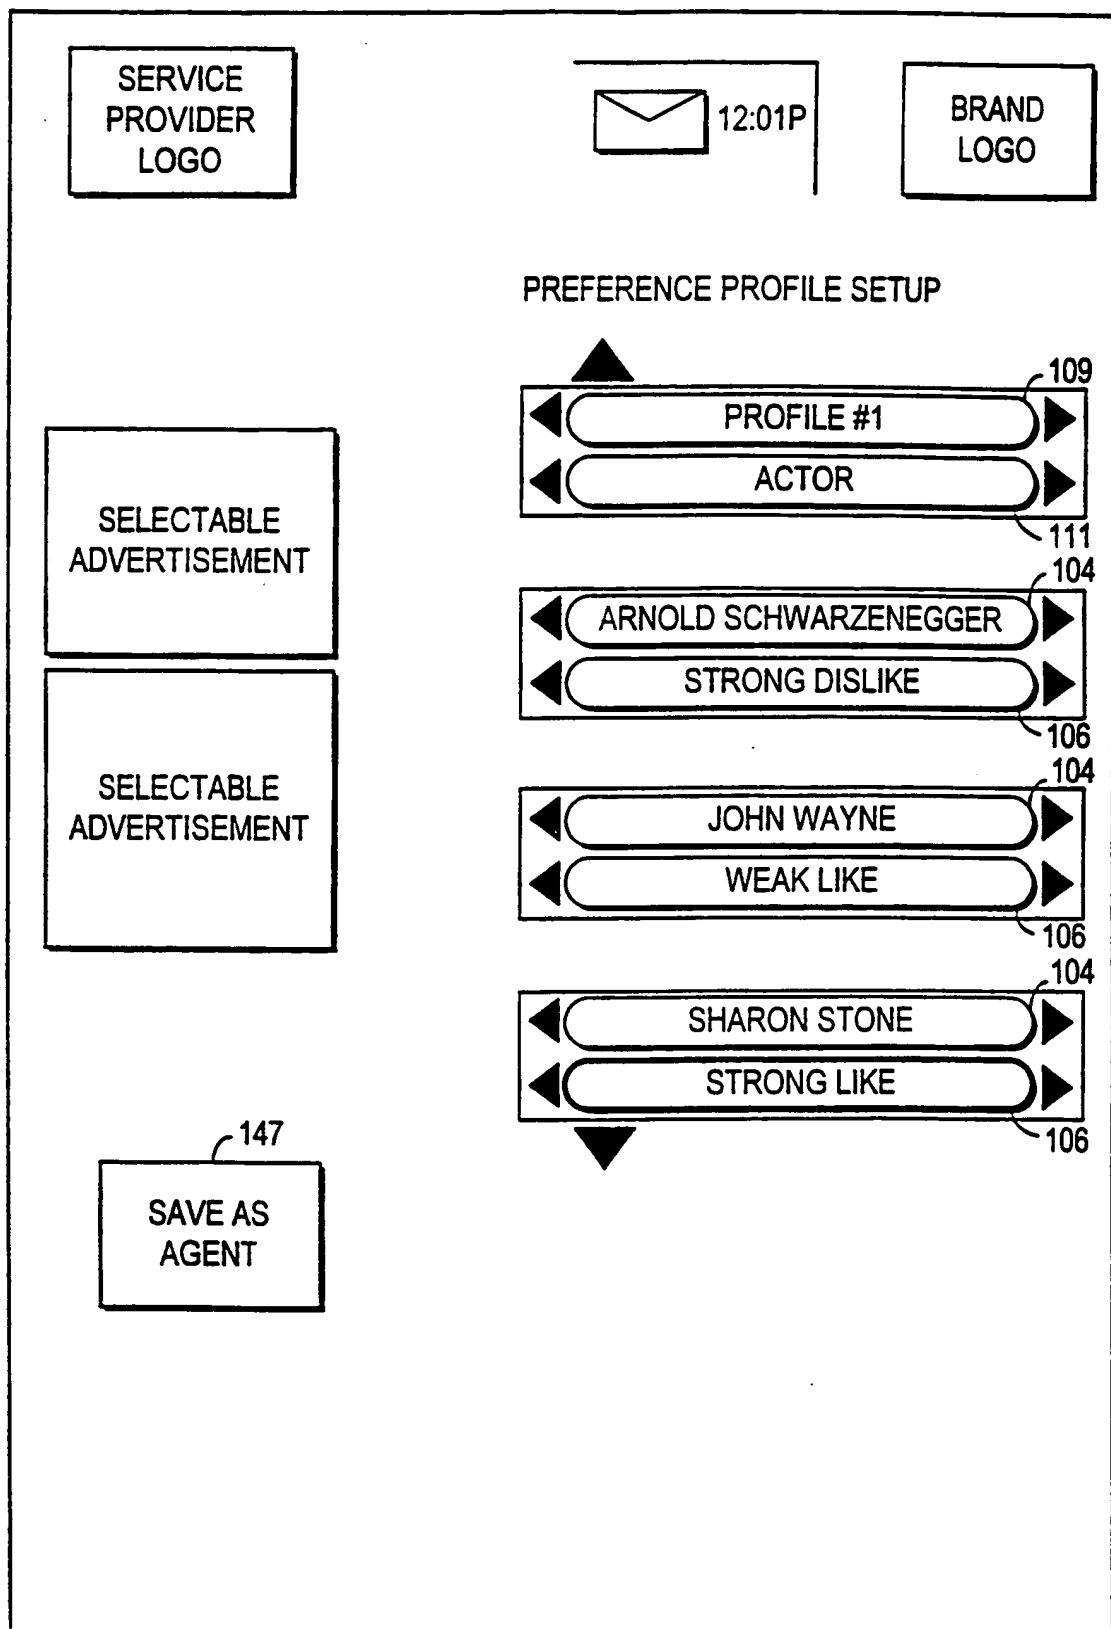 SERVICE
PROVIDER
LOGO
12:01P
BRAND
LOGO
PREFERENCE PROFILE SETUP
109
PROFILE #1
ACTOR
111
SELECTABLE
ADVERTISEMENT
104
ARNOLD SCHWARZENEGGER
STRONG DISLIKE
106
SELECTABLE
ADVERTISEMENT
104
JOHN WAYNE
WEAK LIKE
106
104
SHARON STONE
STRONG LIKE
106
147
SAVE AS
AGENT